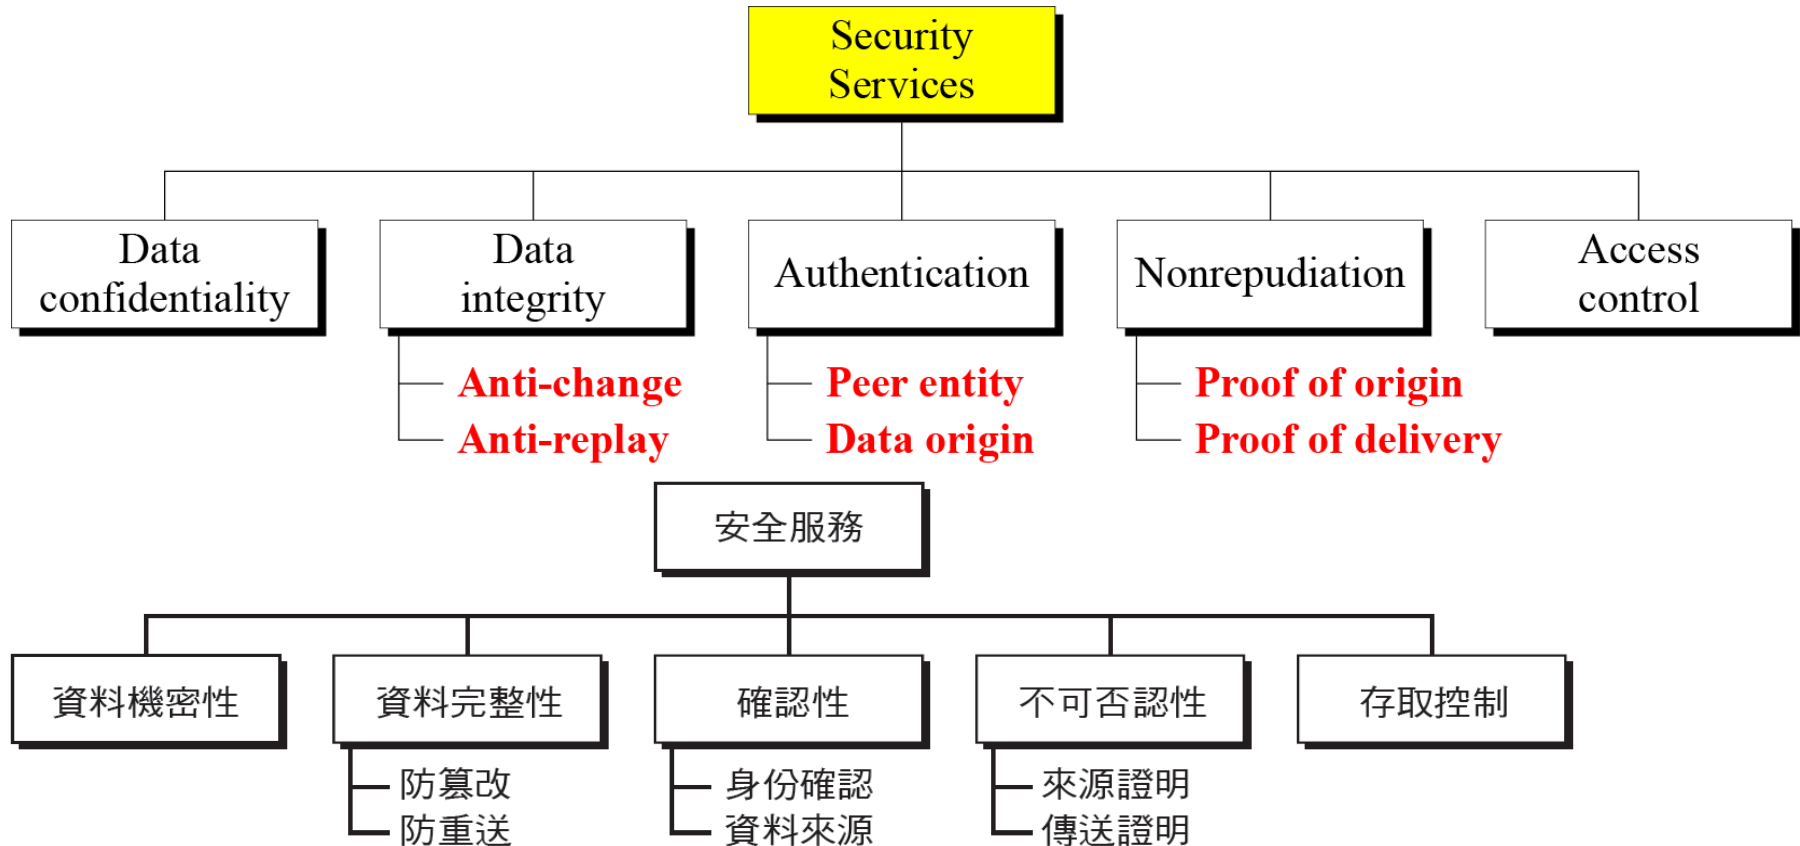 Security
Services
Data
confidentiality
Data
integrity
Authentication
Nonrepudiation
Access
control
Anti-change
Peer entity
Proof of origin
Anti-replay
Data origin
Proof of delivery
安全服務
資料機密性
資料完整性
確認性
不可否認性
存取控制
防篡改
身份確認
來源證明
防重送
資料來源
傳送證明